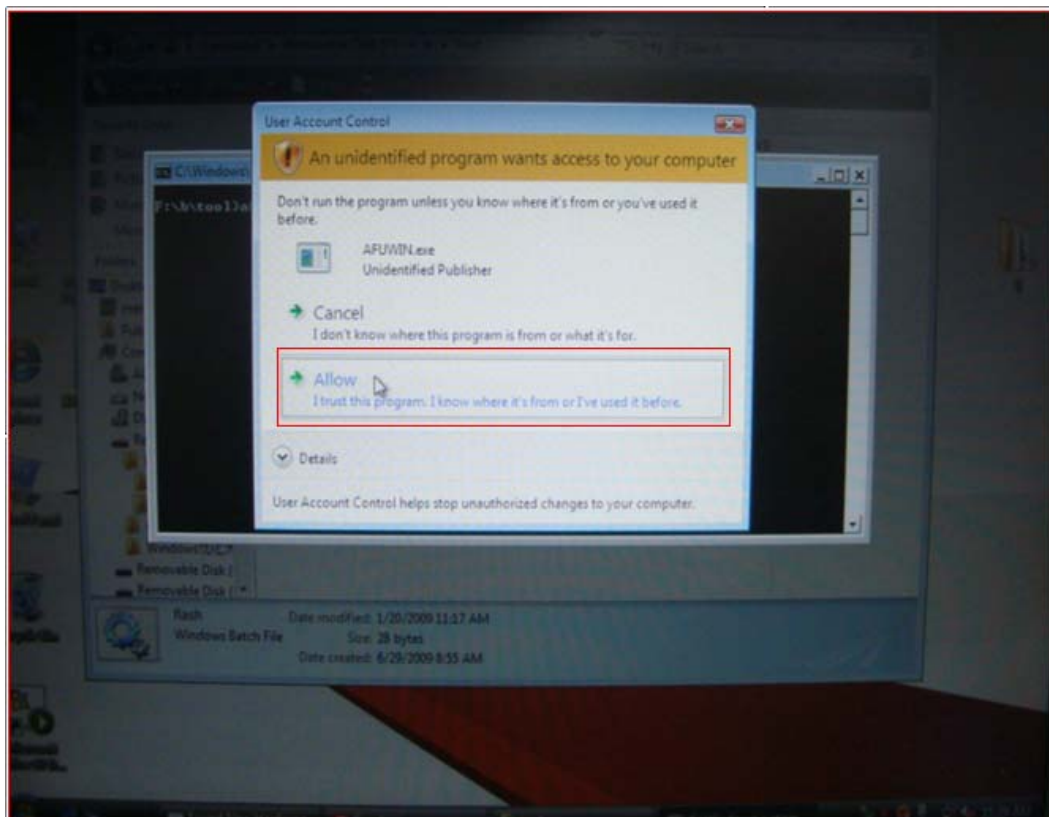 User Account Control
An unidentified program wants access to your computer
C:\Windows\
F:\b\tool>a
Don't run the program unless you know where it's from or you've used it
before.
AFUWIN.exe
Unidentified Publisher
Cancel
I don't know where this program is from or what it's for.
Allow
I trust this program. I know where it's from or I've used it before.
Details
User Account Control helps stop unauthorized changes to your computer.
Removable Disk (
Removable Disk (
flash
Date modified: 1/20/2009 11:17 AM
Windows Batch File
Size: 28 bytes
Date created: 6/29/2009 8:55 AM